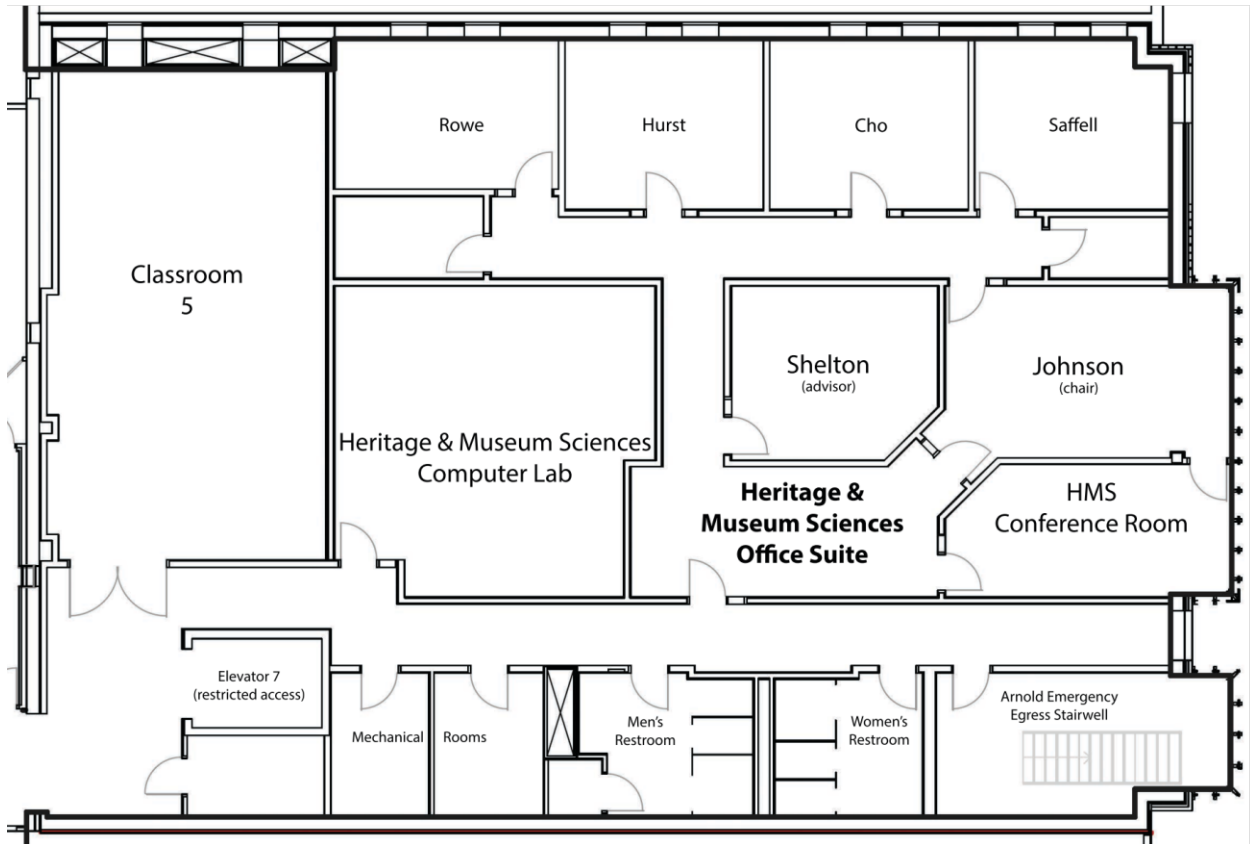 Rowe
Hurst
Cho
Saffell
Classroom
5
Shelton
(advisor)
Johnson
(chair)
Heritage & Museum Sciences
Computer Lab
Heritage &
Museum Sciences
Office Suite
HMS
Conference Room
Elevator 7
(restricted access)
Mechanical
Rooms
Men's
Restroom
Women's
Restroom
Arnold Emergency
Egress Stairwell